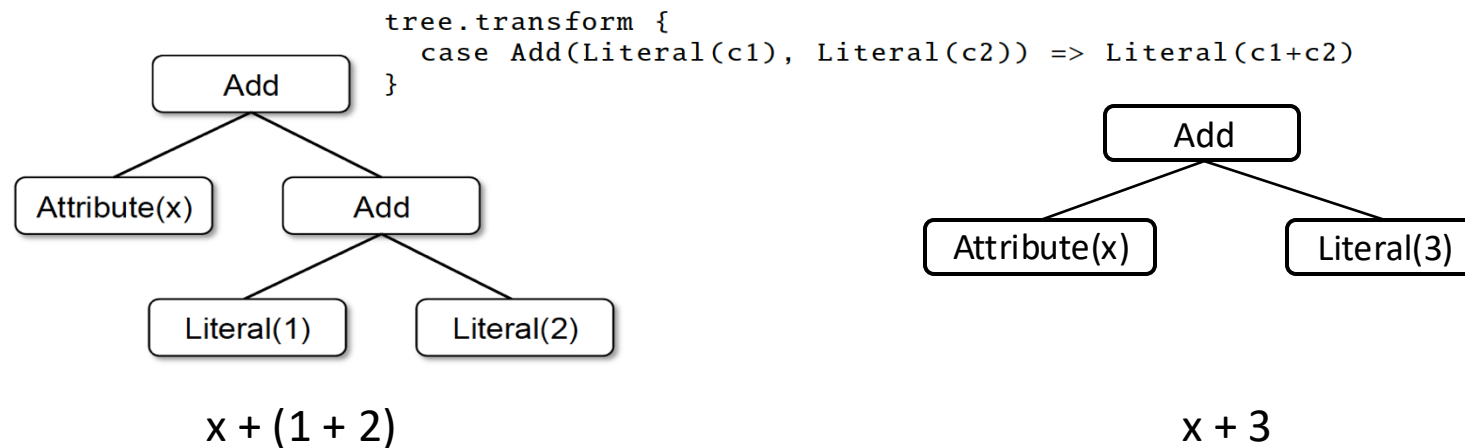 tree.transform {
case Add(Literal(c1), Literal(c2)) => Literal(c1+c2)
}
Add
Attribute(x)
Add
Literal(1)
Literal(2)
x + (1 + 2)
Add
Attribute(x)
Literal(3)
x + 3